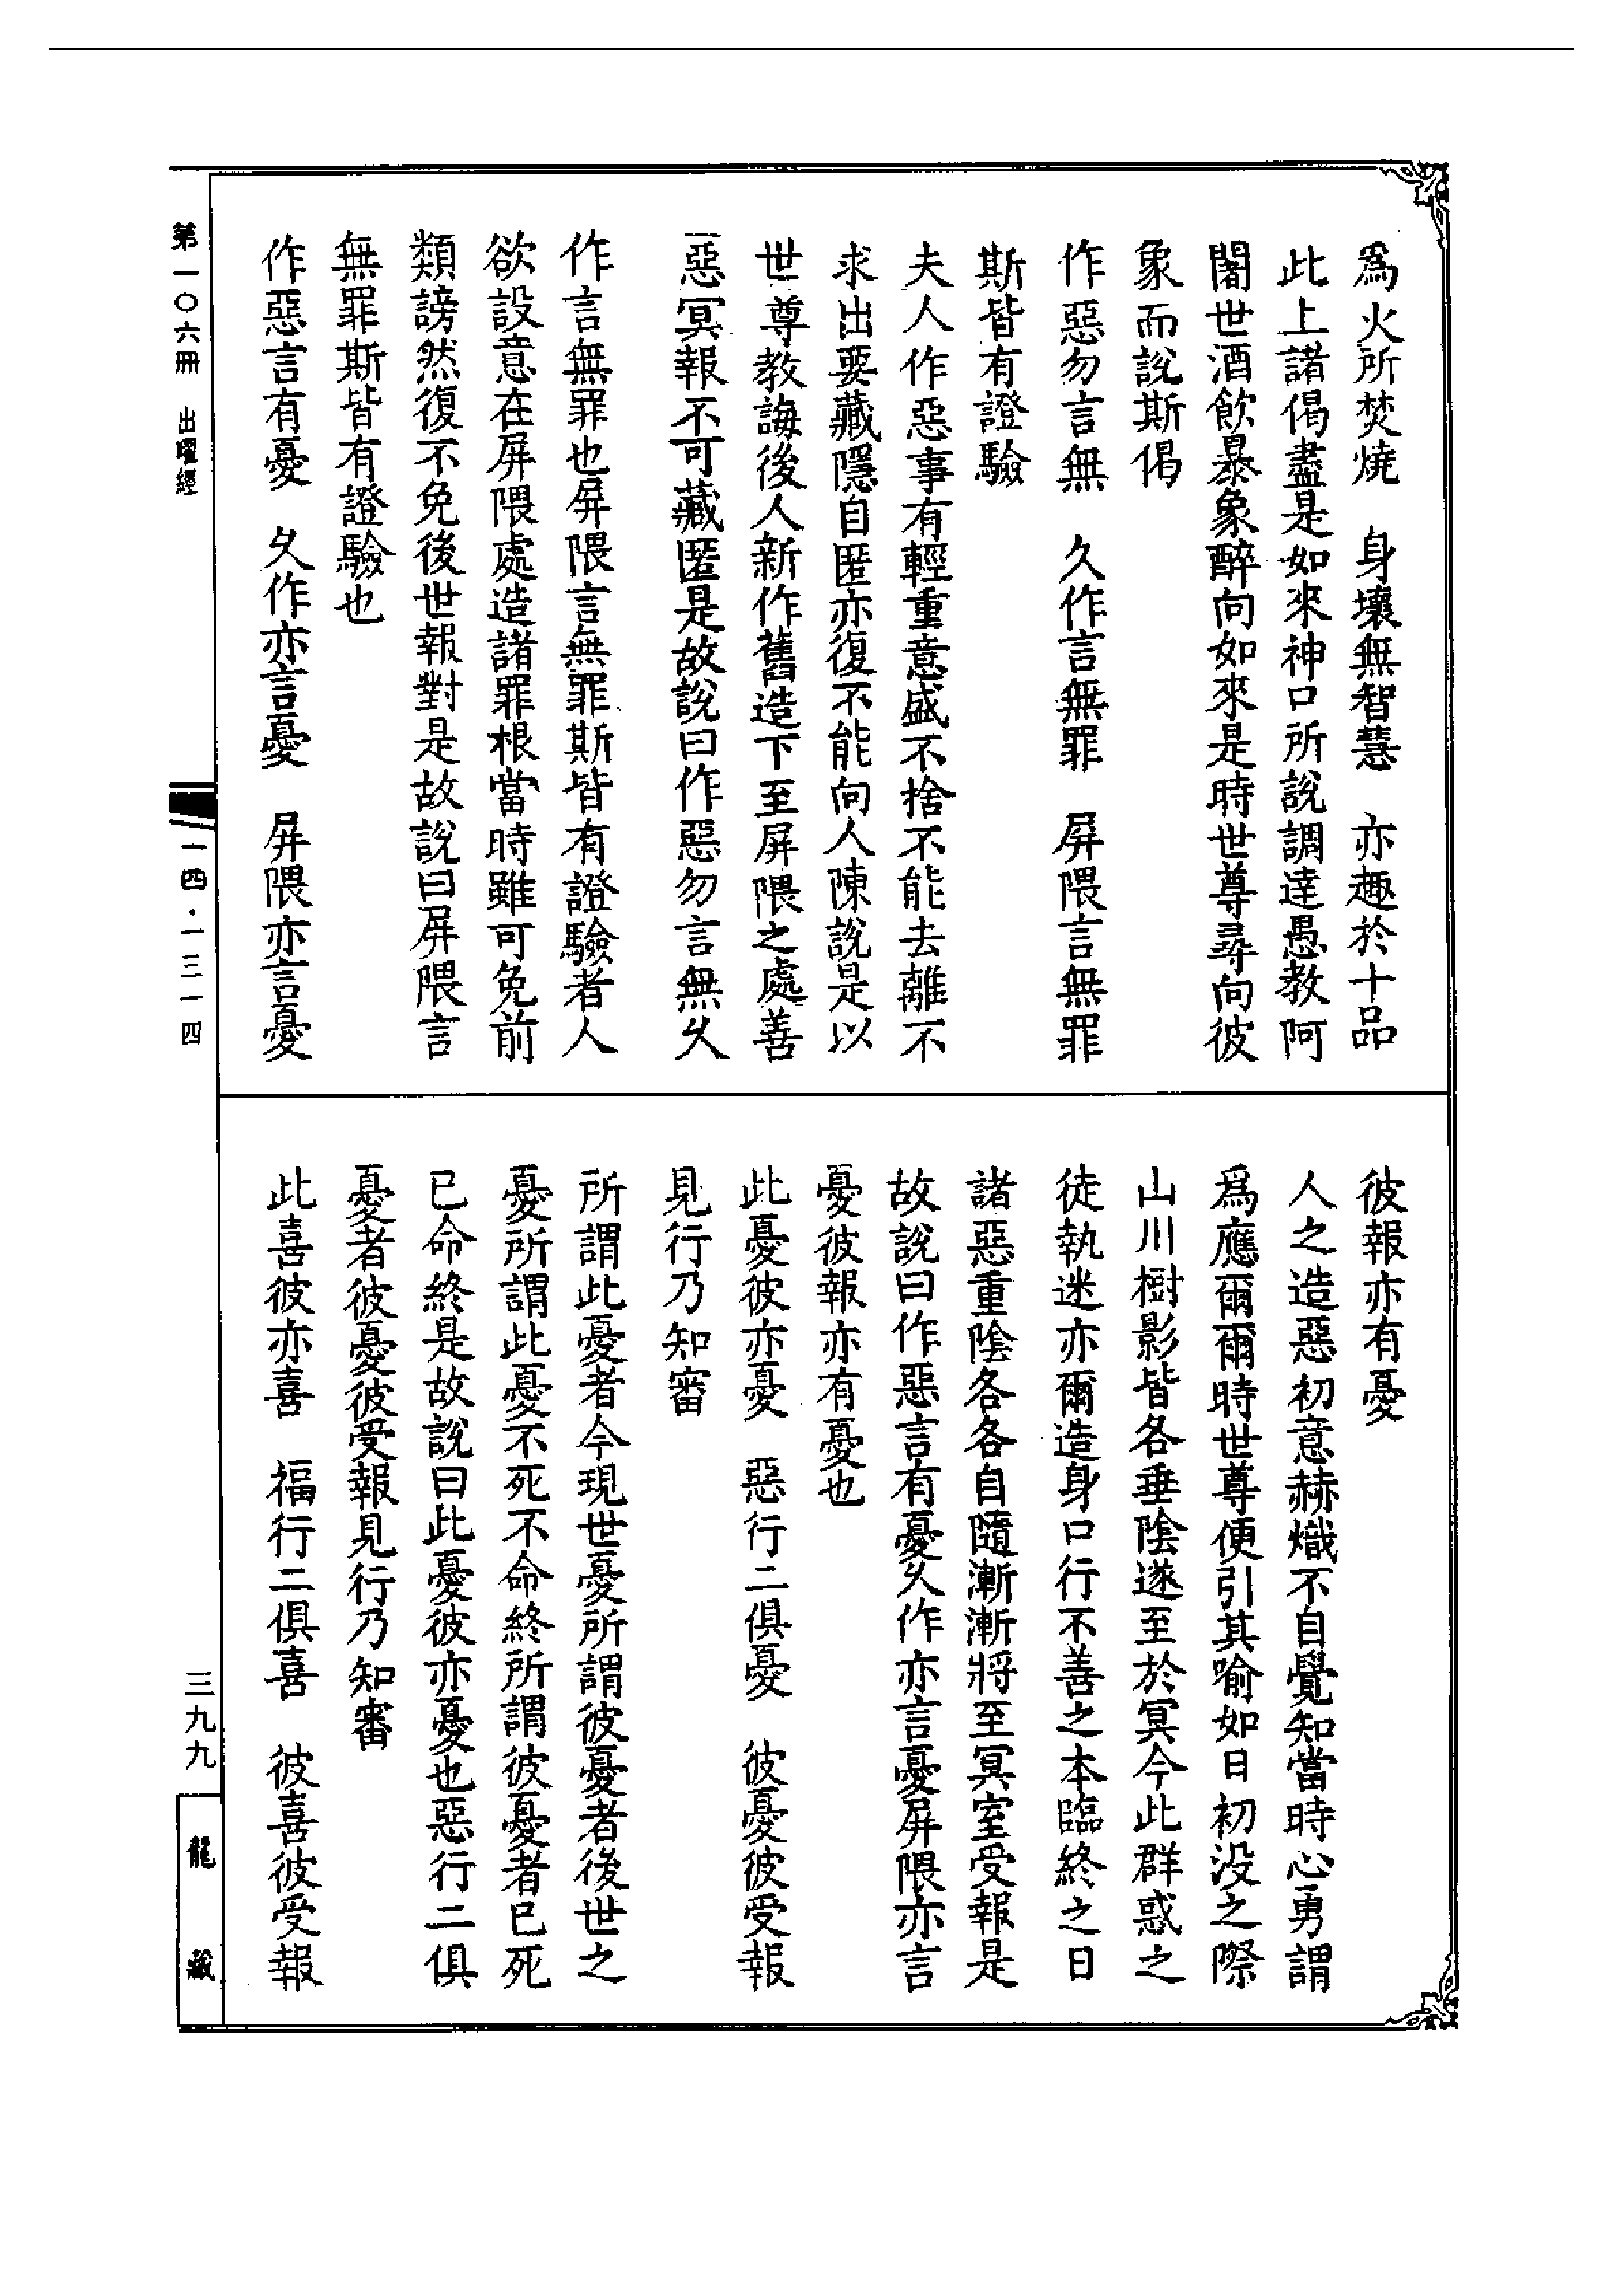 為火所焚燒　身壞無智慧　亦趣於十品
此上諸偈盡是如來神口所說調達愚教阿
闍世酒飲暴象醉向如來是時世尊尋向彼
象而說斯偈
作惡勿言無　久作言無罪　屏隈言無罪
斯皆有證驗
夫人作惡事有輕重意盛不捨不能去離不
求出要藏隱自匿亦復不能向人陳說是以
世尊教誨後人新作舊造下至屏隈之處善
惡冥報不可藏匿是故說曰作惡勿言無久
作言無罪也屏隈言無罪斯皆有證驗者人
欲設意在屏隈處造諸罪根當時雖可免前
類謗然復不免後世報對是故說曰屏隈言
無罪斯皆有證驗也
作惡言有憂　久作亦言憂　屏隈亦言憂
彼報亦有憂
人之造惡初意赫熾不自覺知當時心勇謂
為應爾爾時世尊便引其喻如日初没之際
山川樹影皆各垂陰遂至於冥今此群惑之
徒執迷亦爾造身口行不善之本臨終之日
諸惡重陰各各自隨漸漸將至冥室受報是
故說曰作惡言有憂久作亦言憂屏隈亦言
憂彼報亦有憂也
此憂彼亦憂　惡行二俱憂　彼憂彼受報
見行乃知審
所謂此憂者今現世憂所謂彼憂者後世之
憂所謂此憂不死不命終所謂彼憂者已死
已命終是故說曰此憂彼亦憂也惡行二俱
憂者彼憂彼受報見行乃知審
此喜彼亦喜　福行二俱喜　彼喜彼受報
第一〇六冊　出曜經
一四·一三一四
三九九
龍藏